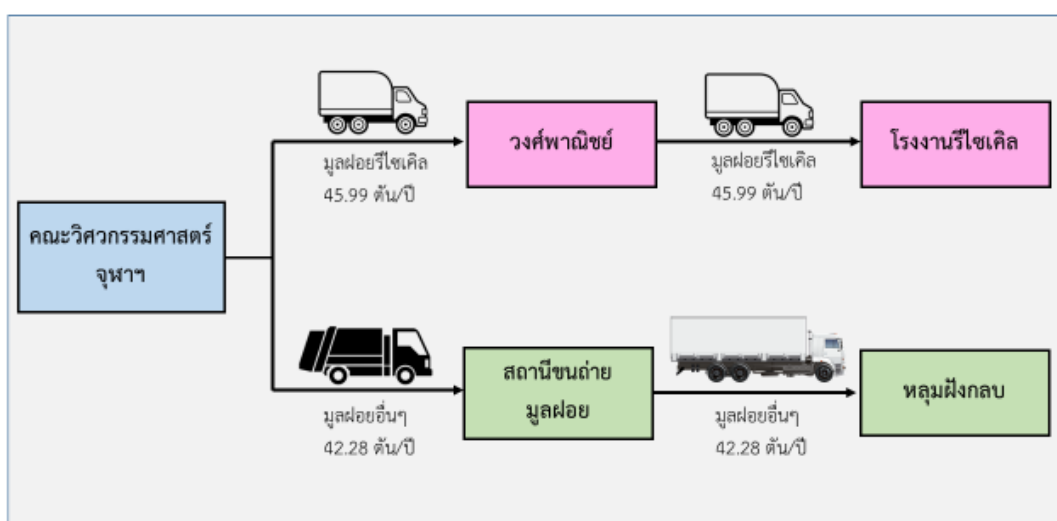 วงศ์พาณิชย์
โรงงานรีไซเคิล
มูลฝอยรีไซเคิล
45.99 ตัน/ปี
มูลฝอยรีไซเคิล
45.99 ตัน/ปี
คณะวิศวกรรมศาสตร์
จุฬาฯ
สถานีขนถ่าย
มูลฝอย
หลุมฝังกลบ
มูลฝอยอื่นๆ
42.28 ตัน/ปี
มูลฝอยอื่นๆ
42.28 ตัน/ปี